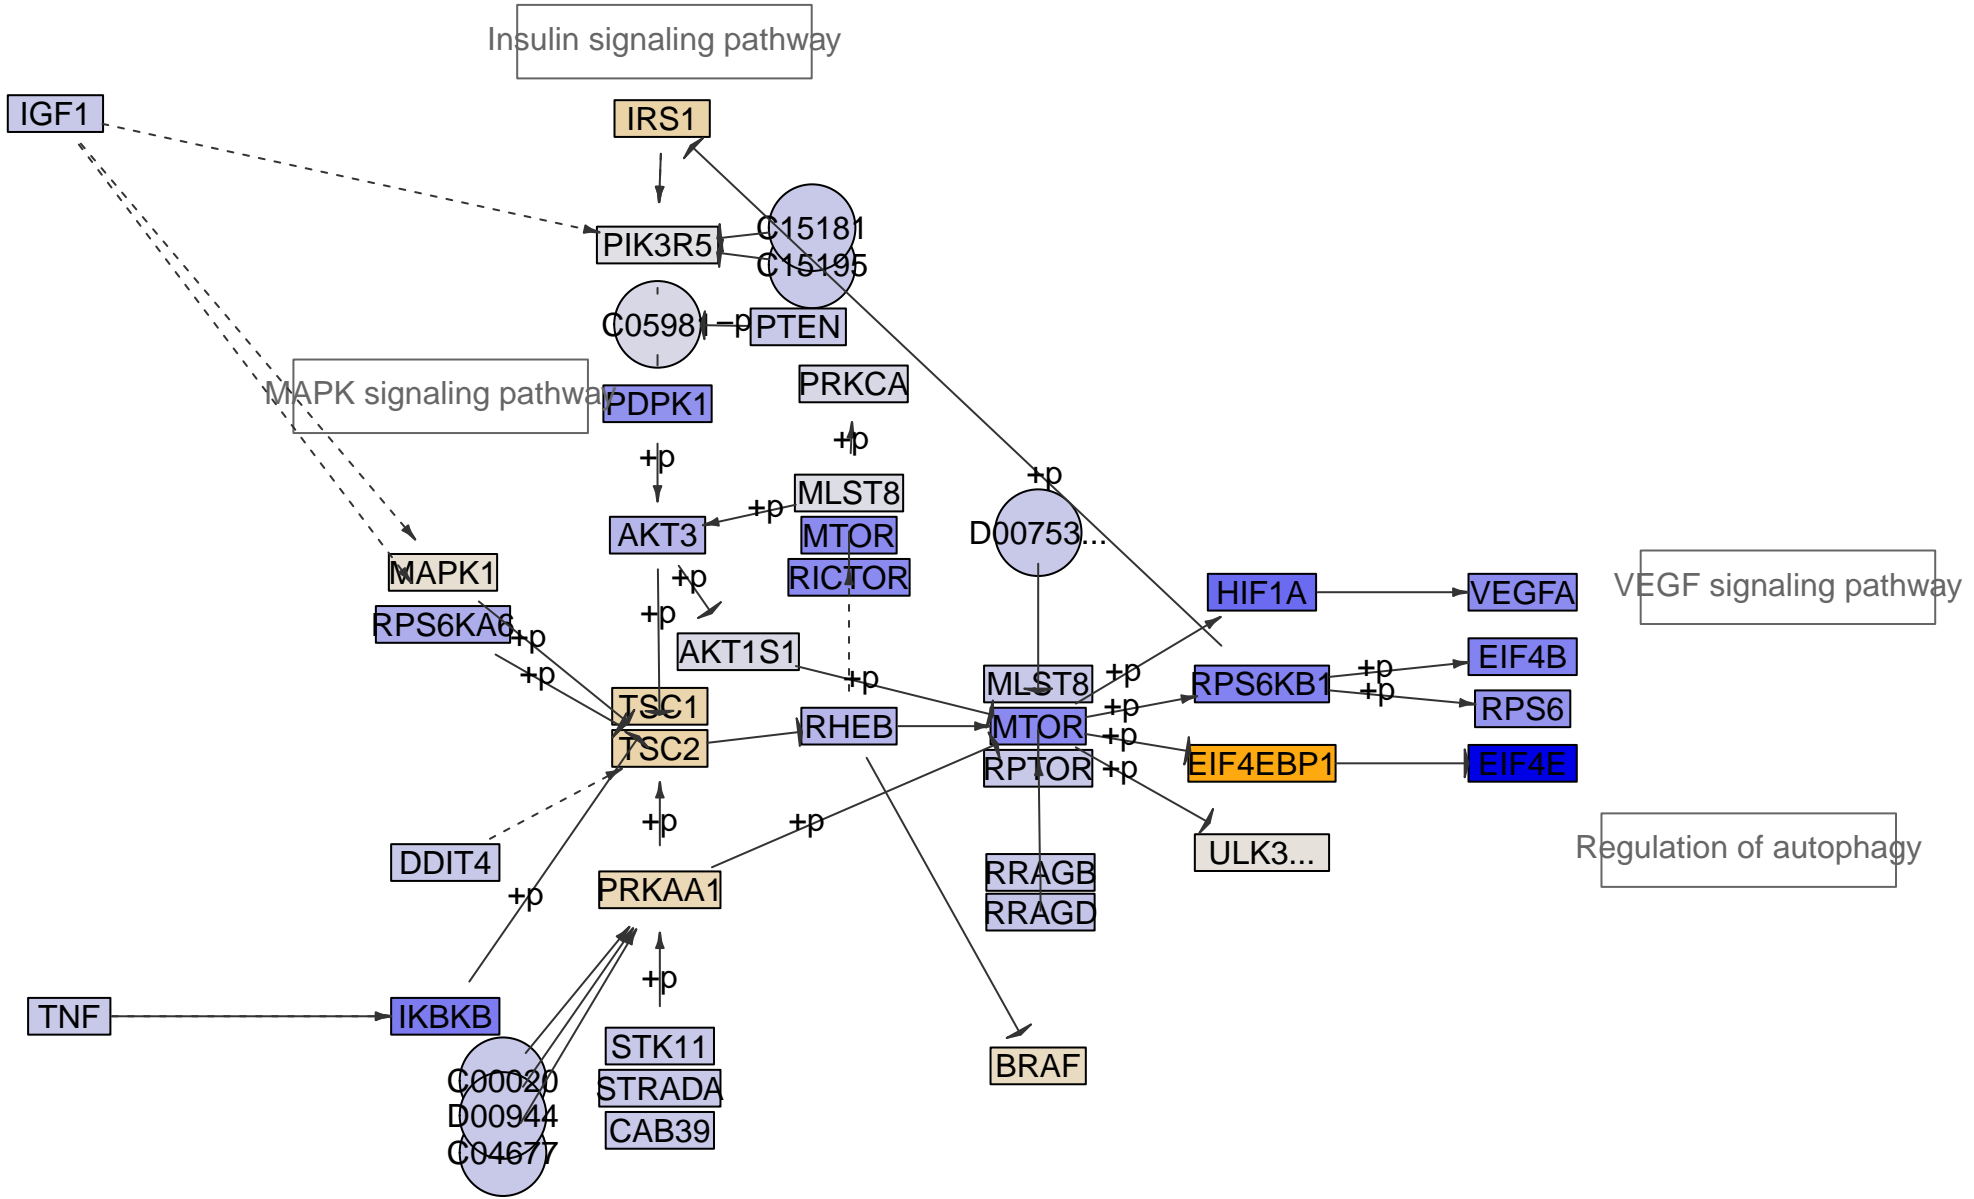 Insulin signaling pathway
IGF1
IRS1
C15181
PIK3R5
C15195
C0598
-p
PTEN
PRKCA
MAPK signaling pathway
PDPK1
+p
+p
+p
MLST8
+p
AKT3
MTOR
D00753...
MAPK1
+p
RICTOR
HIF1A
VEGFA
VEGF signaling pathway
+p
RPS6KA6
+p
AKT1S1
EIF4B
+p
+p
+p
+p
MLST8
RPS6KB1
+p
TSC1
+p
RPS6
RHEB
MTOR
+p
TSC2
RPTOR
+p
EIF4EBP1
EIF4E
+p
+p
DDIT4
ULK3...
Regulation of autophagy
RRAGB
PRKAA1
+p
RRAGD
+p
TNF
IKBKB
STK11
BRAF
C00020
STRADA
D00944
CAB39
C04677